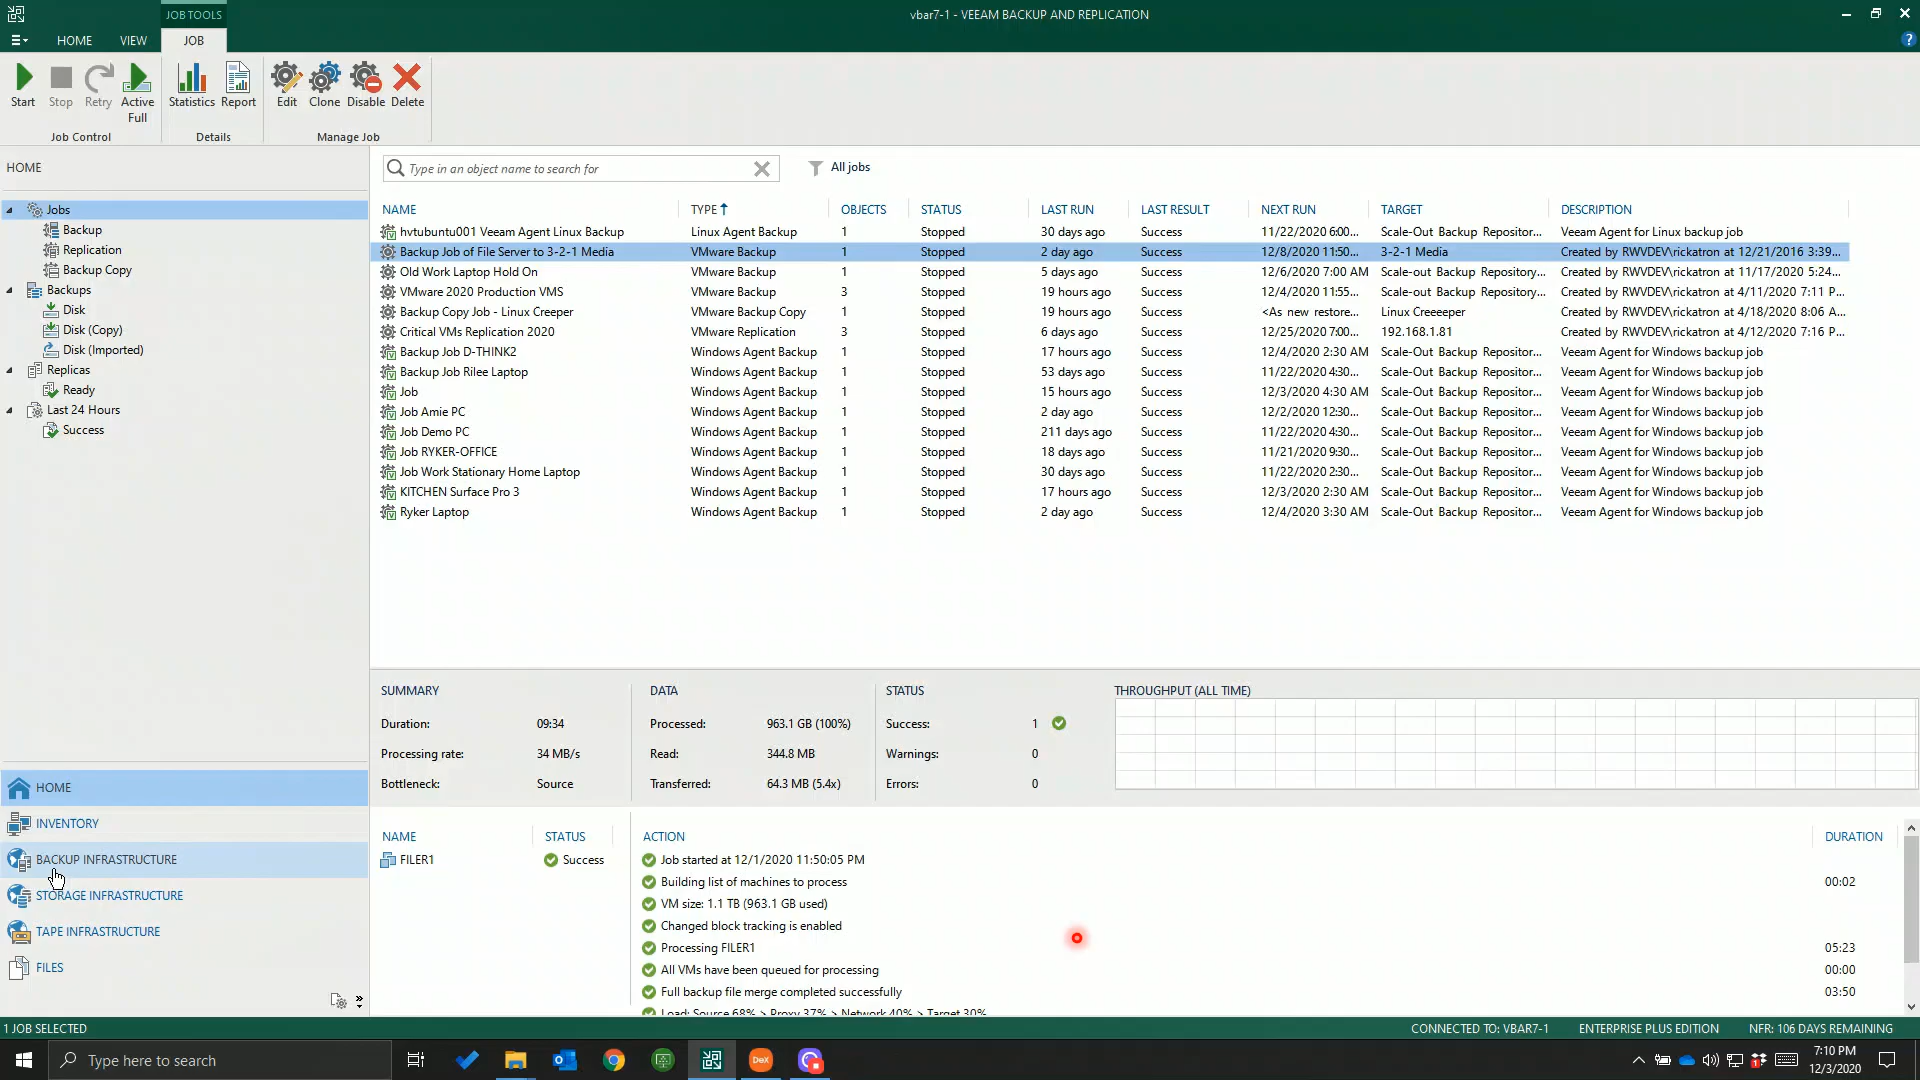 JOB TOOLS
vbar7-1 - VEEAM BACKUP AND REPLICATION
HOME VIEW JOB
Start Stop Retry Active Full Statistics Report Edit Clone Disable Delete
Job Control Details Manage Job
HOME
Jobs
Backup
Replication
Backup Copy
Backups
Disk
Disk (Copy)
Disk (Imported)
Replicas
Ready
Last 24 Hours
Success
HOME
INVENTORY
BACKUP INFRASTRUCTURE
STORAGE INFRASTRUCTURE
TAPE INFRASTRUCTURE
FILES
Type in an object name to search for All jobs
NAME TYPE OBJECTS STATUS LAST RUN LAST RESULT NEXT RUN TARGET DESCRIPTION
hvtubuntu001 Veeam Agent Linux Backup Linux Agent Backup 1 Stopped 30 days ago Success 11/22/2020 6:00... Scale-Out Backup Repositor... Veeam Agent for Linux backup job
Backup Job of File Server to 3-2-1 Media VMware Backup 1 Stopped 2 day ago Success 12/8/2020 11:50... 3-2-1 Media Created by RWVDEV\rickatron at 12/21/2016 3:39...
Old Work Laptop Hold On VMware Backup 1 Stopped 5 days ago Success 12/6/2020 7:00 AM Scale-out Backup Repository... Created by RWVDEV\rickatron at 11/17/2020 5:24...
VMware 2020 Production VMS VMware Backup 3 Stopped 19 hours ago Success 12/4/2020 11:55... Scale-out Backup Repository... Created by RWVDEV\rickatron at 4/11/2020 7:11 P...
Backup Copy Job - Linux Creeper VMware Backup Copy 1 Stopped 19 hours ago Success <As new restore... Linux Creeeeper Created by RWVDEV\rickatron at 4/18/2020 8:06 A...
Critical VMs Replication 2020 VMware Replication 3 Stopped 6 days ago Success 12/25/2020 7:00... 192.168.1.81 Created by RWVDEV\rickatron at 4/12/2020 7:16 P...
Backup Job D-THINK2 Windows Agent Backup 1 Stopped 17 hours ago Success 12/4/2020 2:30 AM Scale-Out Backup Repositor... Veeam Agent for Windows backup job
Backup Job Rilee Laptop Windows Agent Backup 1 Stopped 53 days ago Success 11/22/2020 4:30... Scale-Out Backup Repositor... Veeam Agent for Windows backup job
Job Windows Agent Backup 1 Stopped 15 hours ago Success 12/3/2020 4:30 AM Scale-Out Backup Repositor... Veeam Agent for Windows backup job
Job Amie PC Windows Agent Backup 1 Stopped 2 day ago Success 12/2/2020 12:30... Scale-Out Backup Repositor... Veeam Agent for Windows backup job
Job Demo PC Windows Agent Backup 1 Stopped 211 days ago Success 11/22/2020 4:30... Scale-Out Backup Repositor... Veeam Agent for Windows backup job
Job RYKER-OFFICE Windows Agent Backup 1 Stopped 18 days ago Success 11/21/2020 9:30... Scale-Out Backup Repositor... Veeam Agent for Windows backup job
Job Work Stationary Home Laptop Windows Agent Backup 1 Stopped 30 days ago Success 11/22/2020 2:30... Scale-Out Backup Repositor... Veeam Agent for Windows backup job
KITCHEN Surface Pro 3 Windows Agent Backup 1 Stopped 17 hours ago Success 12/3/2020 2:30 AM Scale-Out Backup Repositor... Veeam Agent for Windows backup job
Ryker Laptop Windows Agent Backup 1 Stopped 2 day ago Success 12/4/2020 3:30 AM Scale-Out Backup Repositor... Veeam Agent for Windows backup job
SUMMARY DATA STATUS THROUGHPUT (ALL TIME)
Duration: 09:34 Processed: 963.1 GB (100%) Success: 1
Processing rate: 34 MB/s Read: 344.8 MB Warnings: 0
Bottleneck: Source Transferred: 64.3 MB (5.4x) Errors: 0
NAME STATUS ACTION DURATION
FILER1 Success Job started at 12/1/2020 11:50:05 PM
Building list of machines to process 00:02
VM size: 1.1 TB (963.1 GB used)
Changed block tracking is enabled
Processing FILER1 05:23
All VMs have been queued for processing 00:00
Full backup file merge completed successfully 03:50
Load: Source 68% > Proxy 37% > Network 40% > Target 30%
1 JOB SELECTED CONNECTED TO: VBAR7-1 ENTERPRISE PLUS EDITION NFR: 106 DAYS REMAINING
Type here to search DeX 7:10 PM
12/3/2020